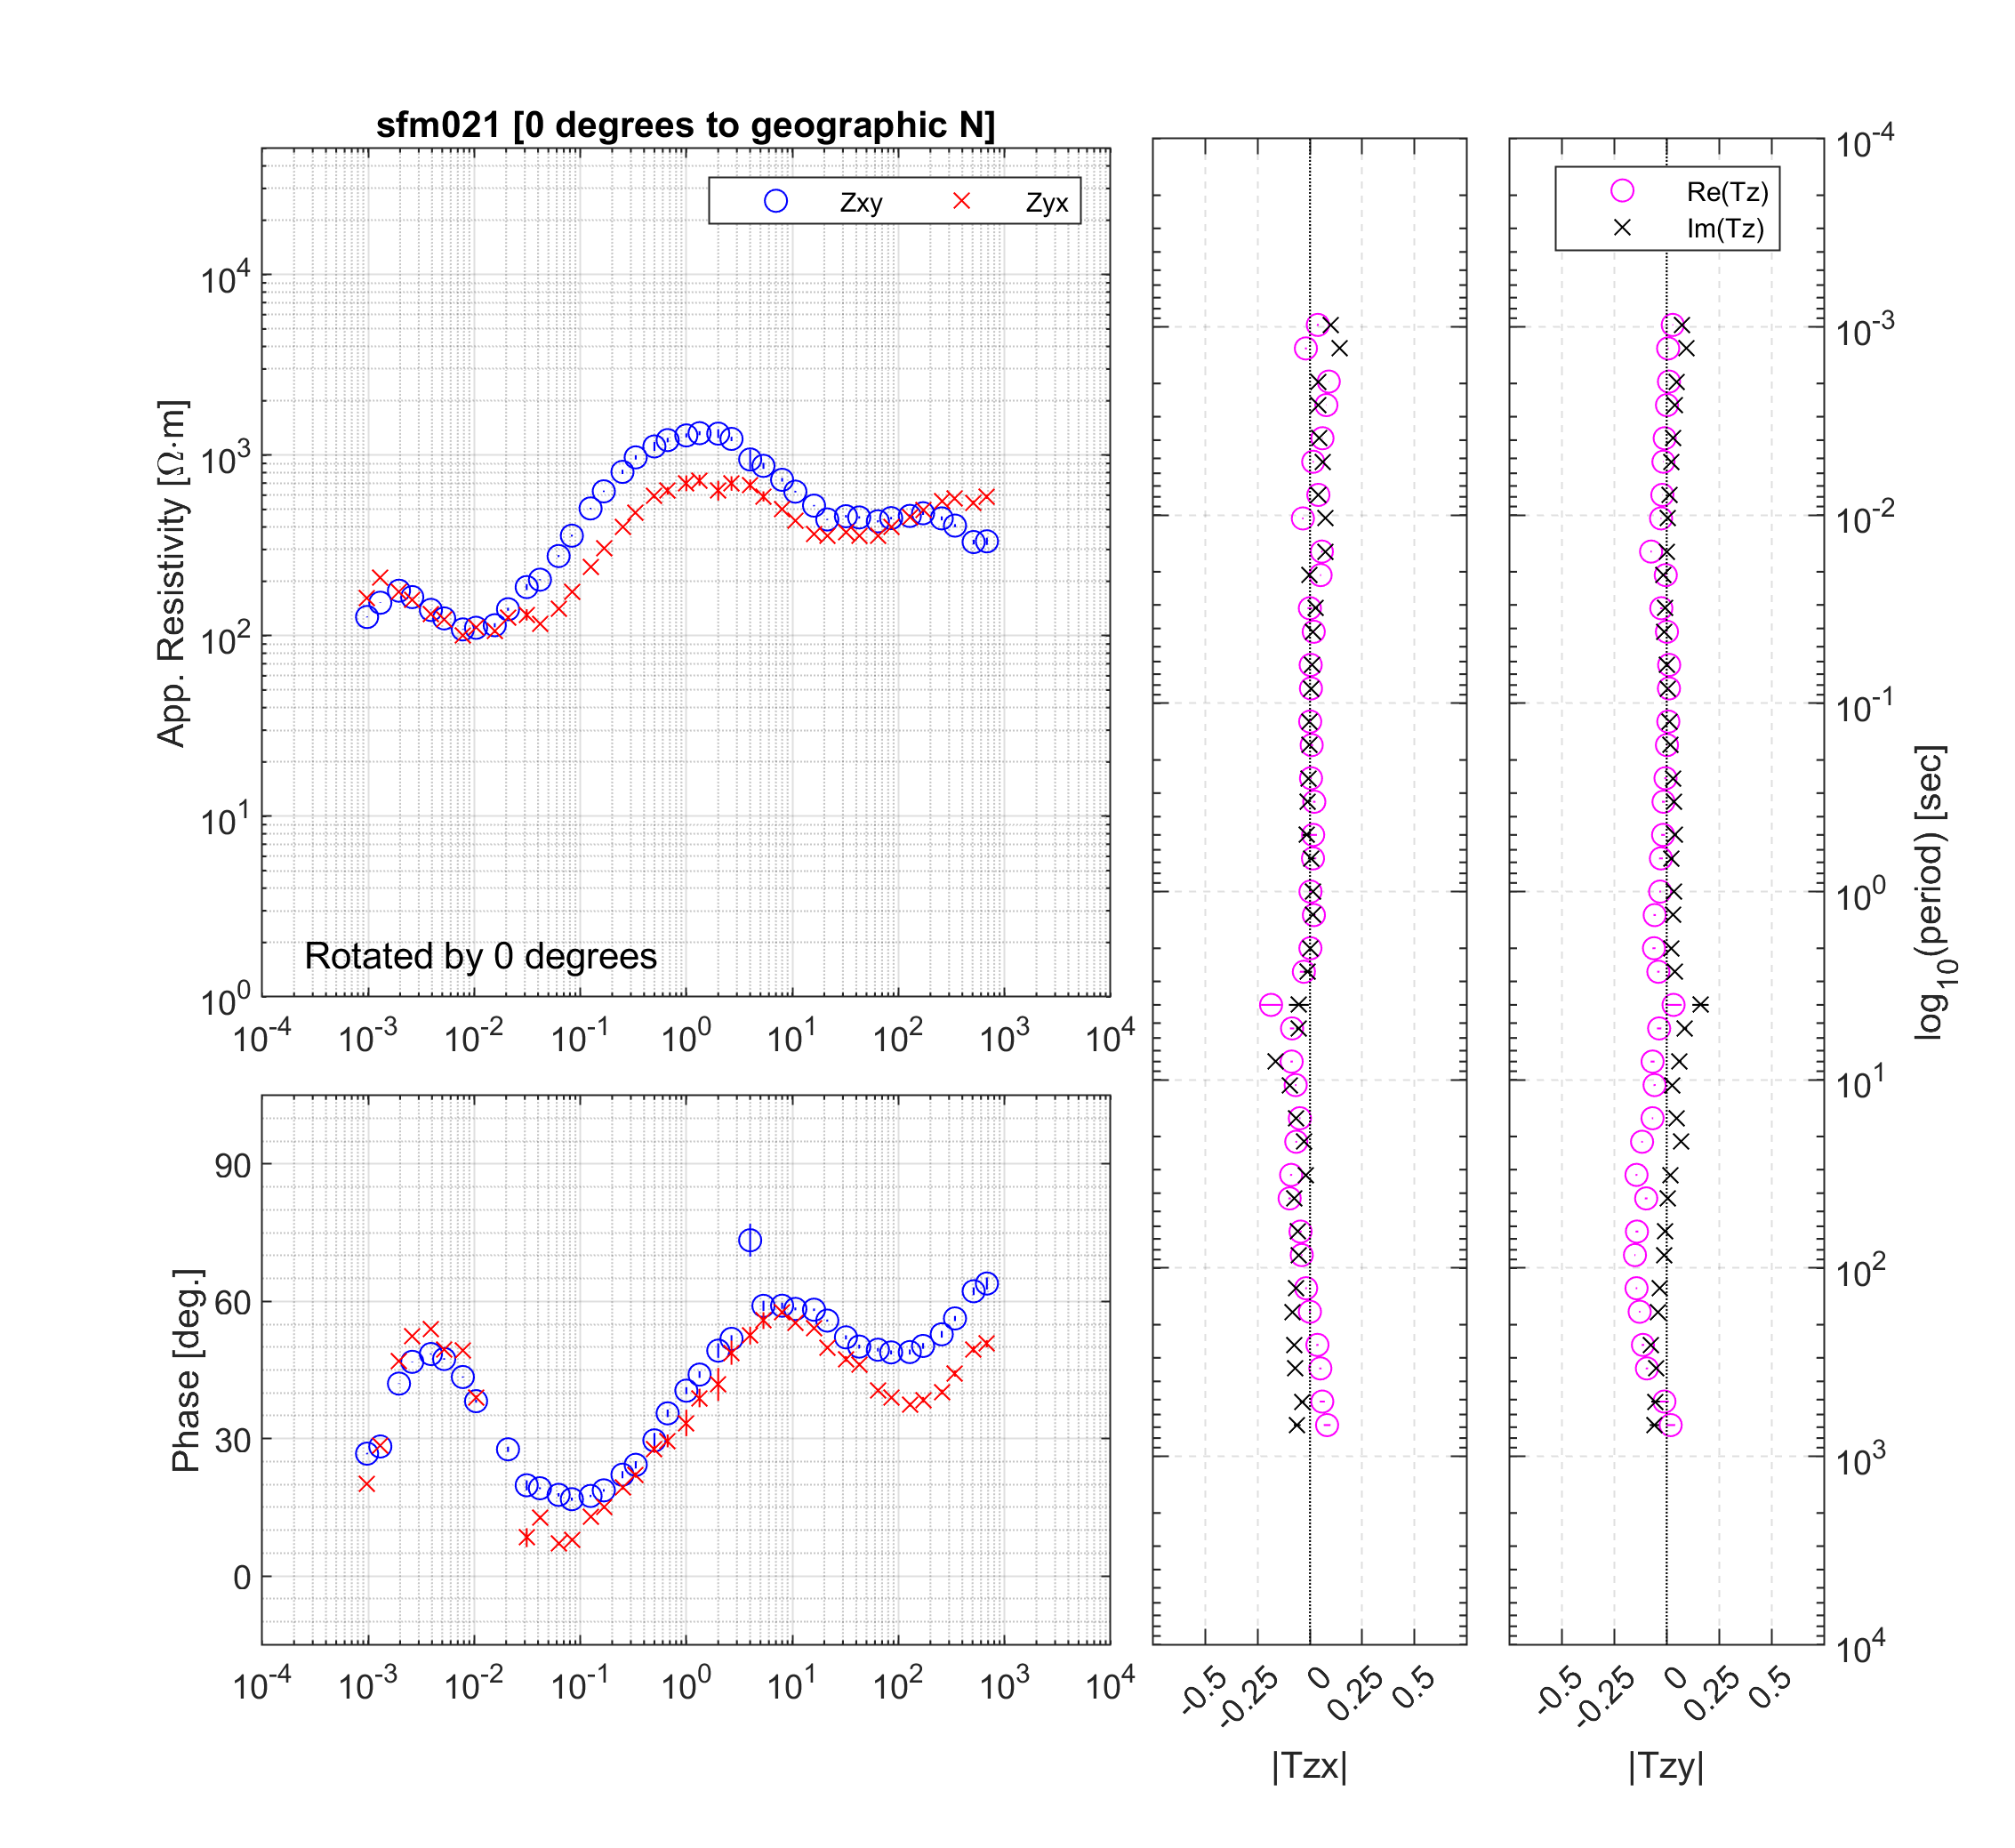 sfm021 [0 degrees to geographic N]
Zxy Zyx
App. Resistivity [Ω·m]
10^4
10^3
10^2
10^1
10^0
Rotated by 0 degrees
10^-4 10^-3 10^-2 10^-1 10^0 10^1 10^2 10^3 10^4
Phase [deg.]
90
60
30
0
10^-4 10^-3 10^-2 10^-1 10^0 10^1 10^2 10^3 10^4
-0.5 -0.25 0 0.25 0.5
|Tzx|
Re(Tz)
Im(Tz)
-0.5 -0.25 0 0.25 0.5
|Tzy|
10^-4
10^-3
10^-2
10^-1
10^0
10^1
10^2
10^3
10^4
log10(period) [sec]